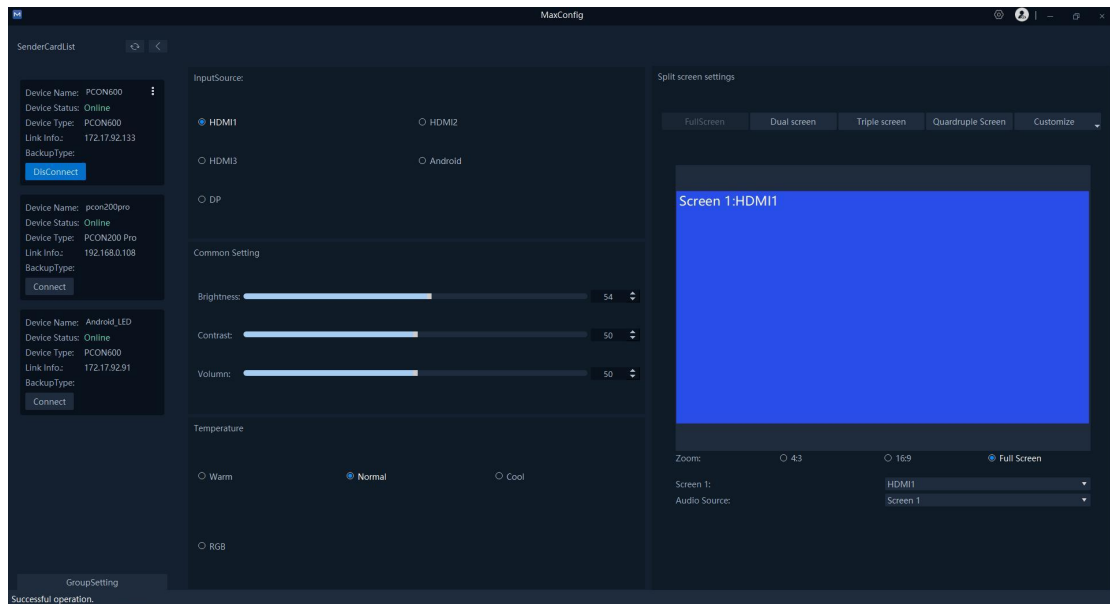 MaxConfig
SenderCardList
Device Name: PCON600
Device Status: Online
Device Type: PCON600
Link Info.: 172.17.92.133
BackupType:
DisConnect
Device Name: pcon200pro
Device Status: Online
Device Type: PCON200 Pro
Link Info.: 192.168.0.108
BackupType:
Connect
Device Name: Android_LED
Device Status: Online
Device Type: PCON600
Link Info.: 172.17.92.91
BackupType:
Connect
GroupSetting
InputSource:
HDMI1 HDMI2
HDMI3 Android
DP
Common Setting
Brightness: 54
Contrast: 50
Volumn: 50
Temperature
Warm Normal Cool
RGB
Split screen settings
FullScreen Dual screen Triple screen Quadruple Screen Customize
Screen 1:HDMI1
Zoom: 4:3 16:9 Full Screen
Screen 1: HDMI1
Audio Source: Screen 1
Successful operation.